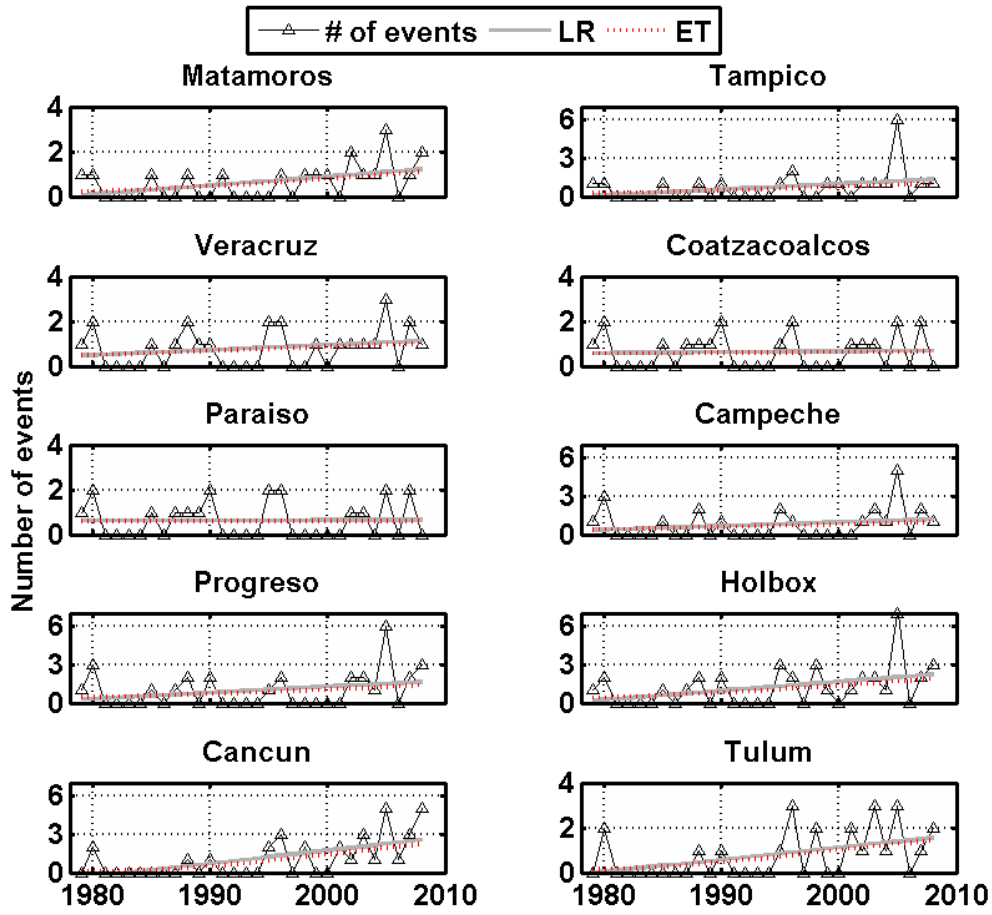 # of events LR ET
Matamoros
4
2
0
Tampico
6
3
0
Veracruz
4
2
0
Coatzacoalcos
4
2
0
Number of events
Paraiso
4
2
0
Campeche
6
3
0
Progreso
6
3
0
Holbox
6
3
0
Cancun
6
3
0
1980 1990 2000 2010
Tulum
4
2
0
1980 1990 2000 2010